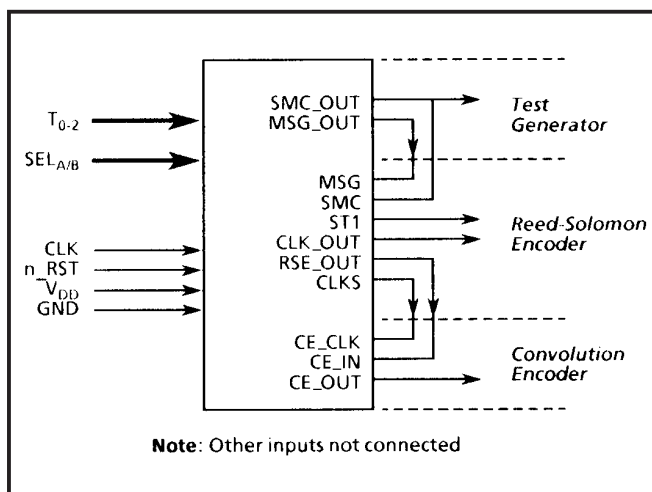 T0-2
SELA/B
CLK
n_RST
VDD
GND
SMC_OUT
MSG_OUT
MSG
SMC
ST1
CLK_OUT
RSE_OUT
CLKS
CE_CLK
CE_IN
CE_OUT
Test
Generator
Reed-Solomon
Encoder
Convolution
Encoder
Note: Other inputs not connected